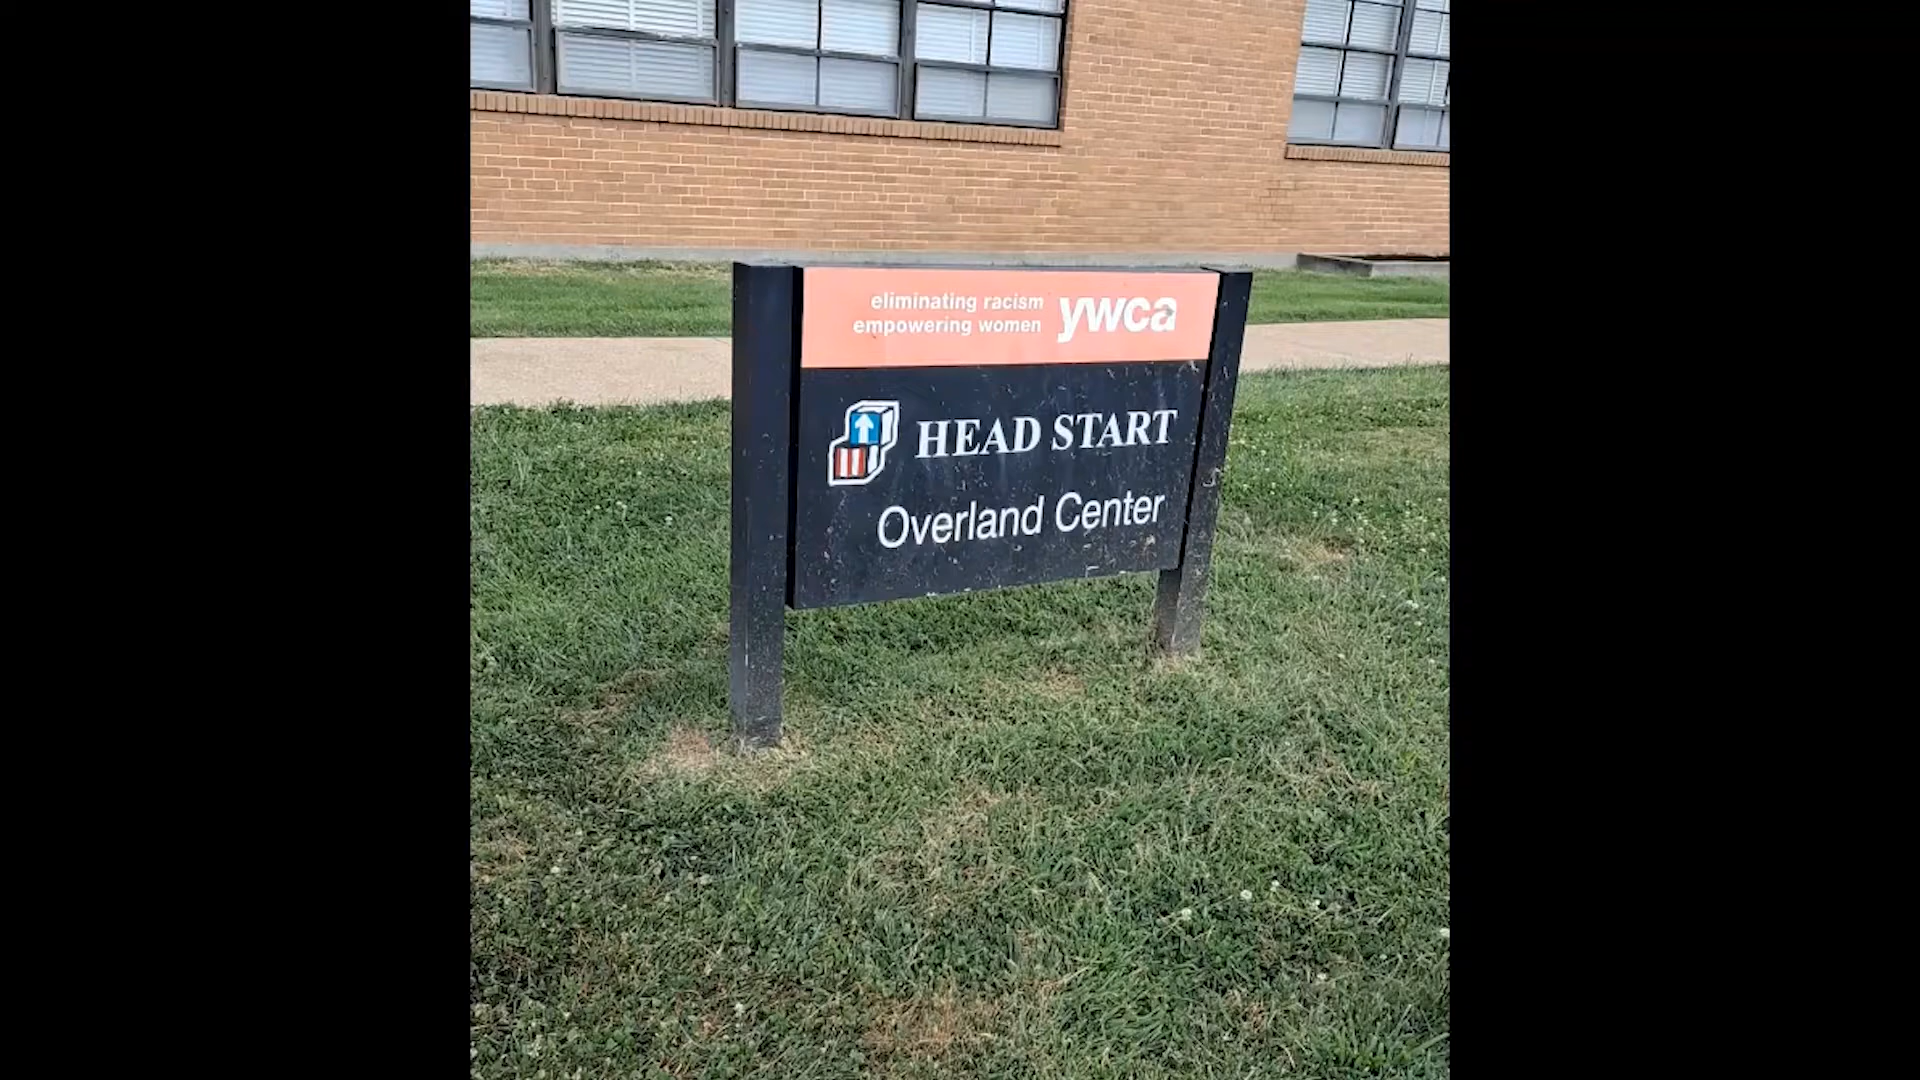 eliminating racism
empowering women
ywca
HEAD START
Overland Center